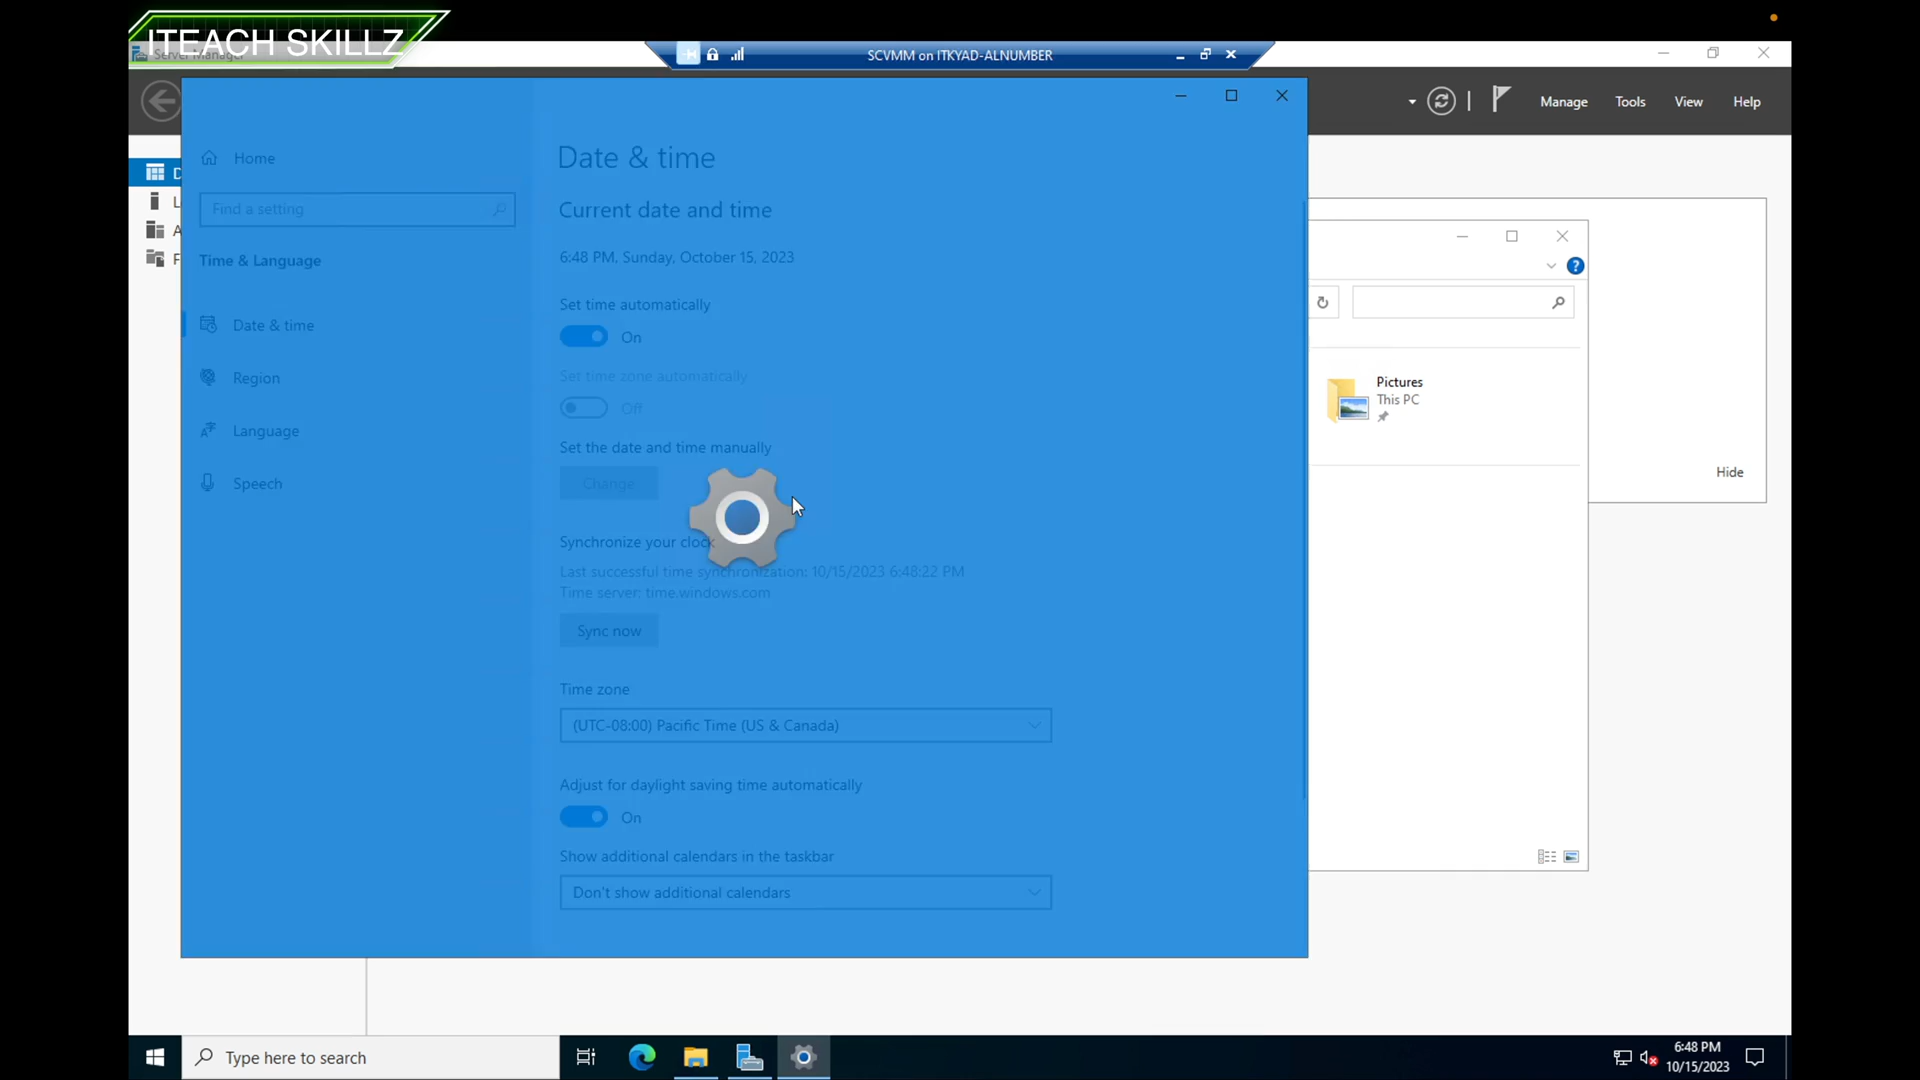 ITEACH SKILLZ
Server Manager
SCVMM on ITKYAD-ALNUMBER
Manage
Tools
View
Help
Home
Find a setting
Time & Language
Date & time
Region
Language
Speech
Date & time
Current date and time
6:48 PM, Sunday, October 15, 2023
Set time automatically
On
Set time zone automatically
Off
Set the date and time manually
Change
Synchronize your clock
Last successful time synchronization: 10/15/2023 6:48:22 PM
Time server: time.windows.com
Sync now
Time zone
(UTC-08:00) Pacific Time (US & Canada)
Adjust for daylight saving time automatically
On
Show additional calendars in the taskbar
Don't show additional calendars
Pictures
This PC
Hide
Type here to search
6:48 PM
10/15/2023